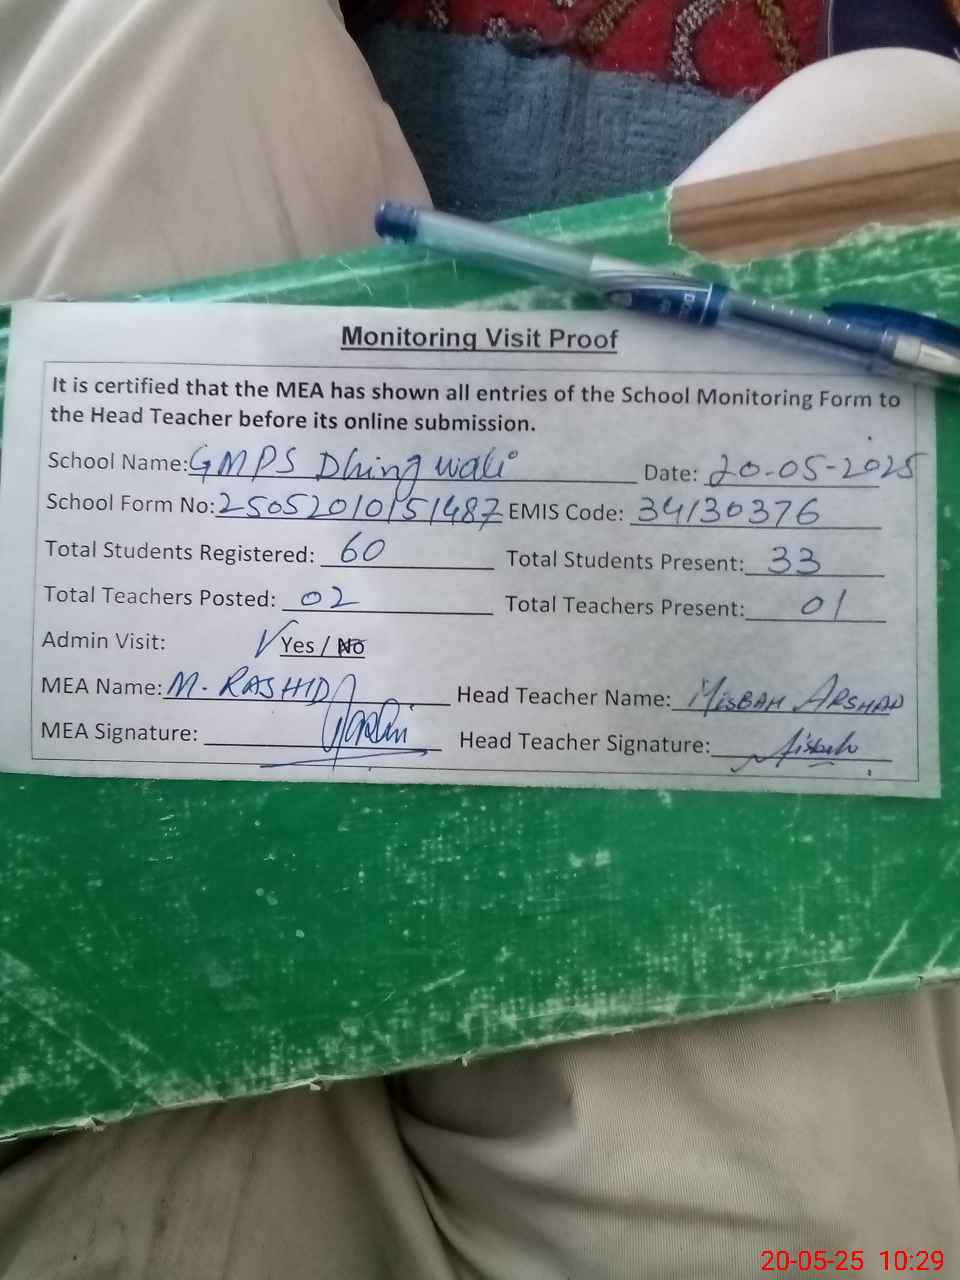 Monitoring Visit Proof
It is certified that the MEA has shown all entries of the School Monitoring Form to
the Head Teacher before its online submission.
School Name: GMPS Dhing wali Date: 20-05-2025
School Form No: 25052010151487 EMIS Code: 34130376
Total Students Registered: 60 Total Students Present: 33
Total Teachers Posted: 02 Total Teachers Present: 01
Admin Visit: Yes / No
MEA Name: M. RASHID Head Teacher Name: MISBAH ARSHAD
MEA Signature: Head Teacher Signature: Misbah
20-05-25 10:29